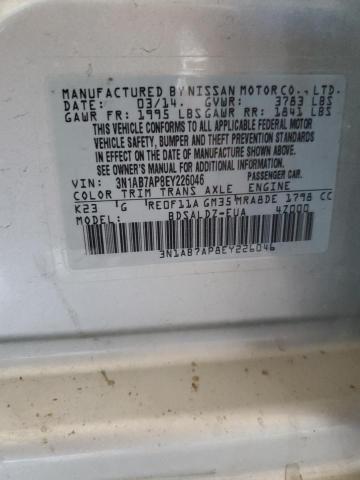 MANUFACTURED BY NISSAN MOTOR CO., LTD.
DATE: 03/14. GVWR: 3783 LBS
GAWR FR: 1995 LBS GAWR RR: 1841 LBS
THIS VEHICLE CONFORMS TO ALL APPLICABLE FEDERAL MOTOR
VEHICLE SAFETY, BUMPER AND THEFT PREVENTION STANDARDS
IN EFFECT ON THE DATE OF MANUFACTURE SHOWN ABOVE.
SEE OWNER'S MANUAL FOR ADDITIONAL INFORMATION.
VIN: 3N1AB7AP8EY226046 PASSENGER CAR.
COLOR TRIM TRANS AXLE ENGINE
K23 G RE0F11A GM35 MRA8DE 1798 CC
BDSALDZ-EUA 4Z000
3N1AB7AP8EY226046